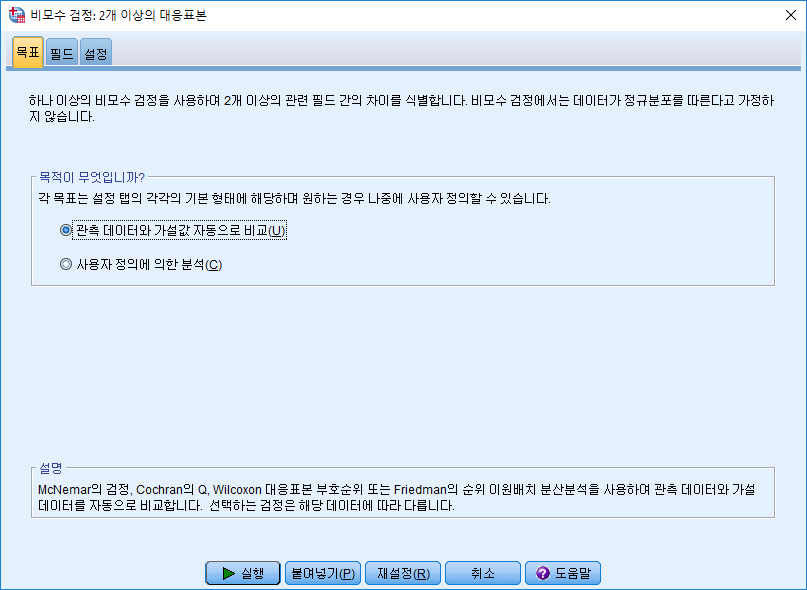 비모수 검정: 2개 이상의 대응표본
목표 필드 설정
하나 이상의 비모수 검정을 사용하여 2개 이상의 관련 필드 간의 차이를 식별합니다. 비모수 검정에서는 데이터가 정규분포를 따른다고 가정하
지 않습니다.
목적이 무엇입니까?
각 목표는 설정 탭의 각각의 기본 형태에 해당하며 원하는 경우 나중에 사용자 정의할 수 있습니다.
관측 데이터와 가설값 자동으로 비교(U)
사용자 정의에 의한 분석(C)
설명
McNemar의 검정, Cochran의 Q, Wilcoxon 대응표본 부호순위 또는 Friedman의 순위 이원배치 분산분석을 사용하여 관측 데이터와 가설
데이터를 자동으로 비교합니다. 선택하는 검정은 해당 데이터에 따라 다릅니다.
실행 붙여넣기(P) 재설정(R) 취소 도움말